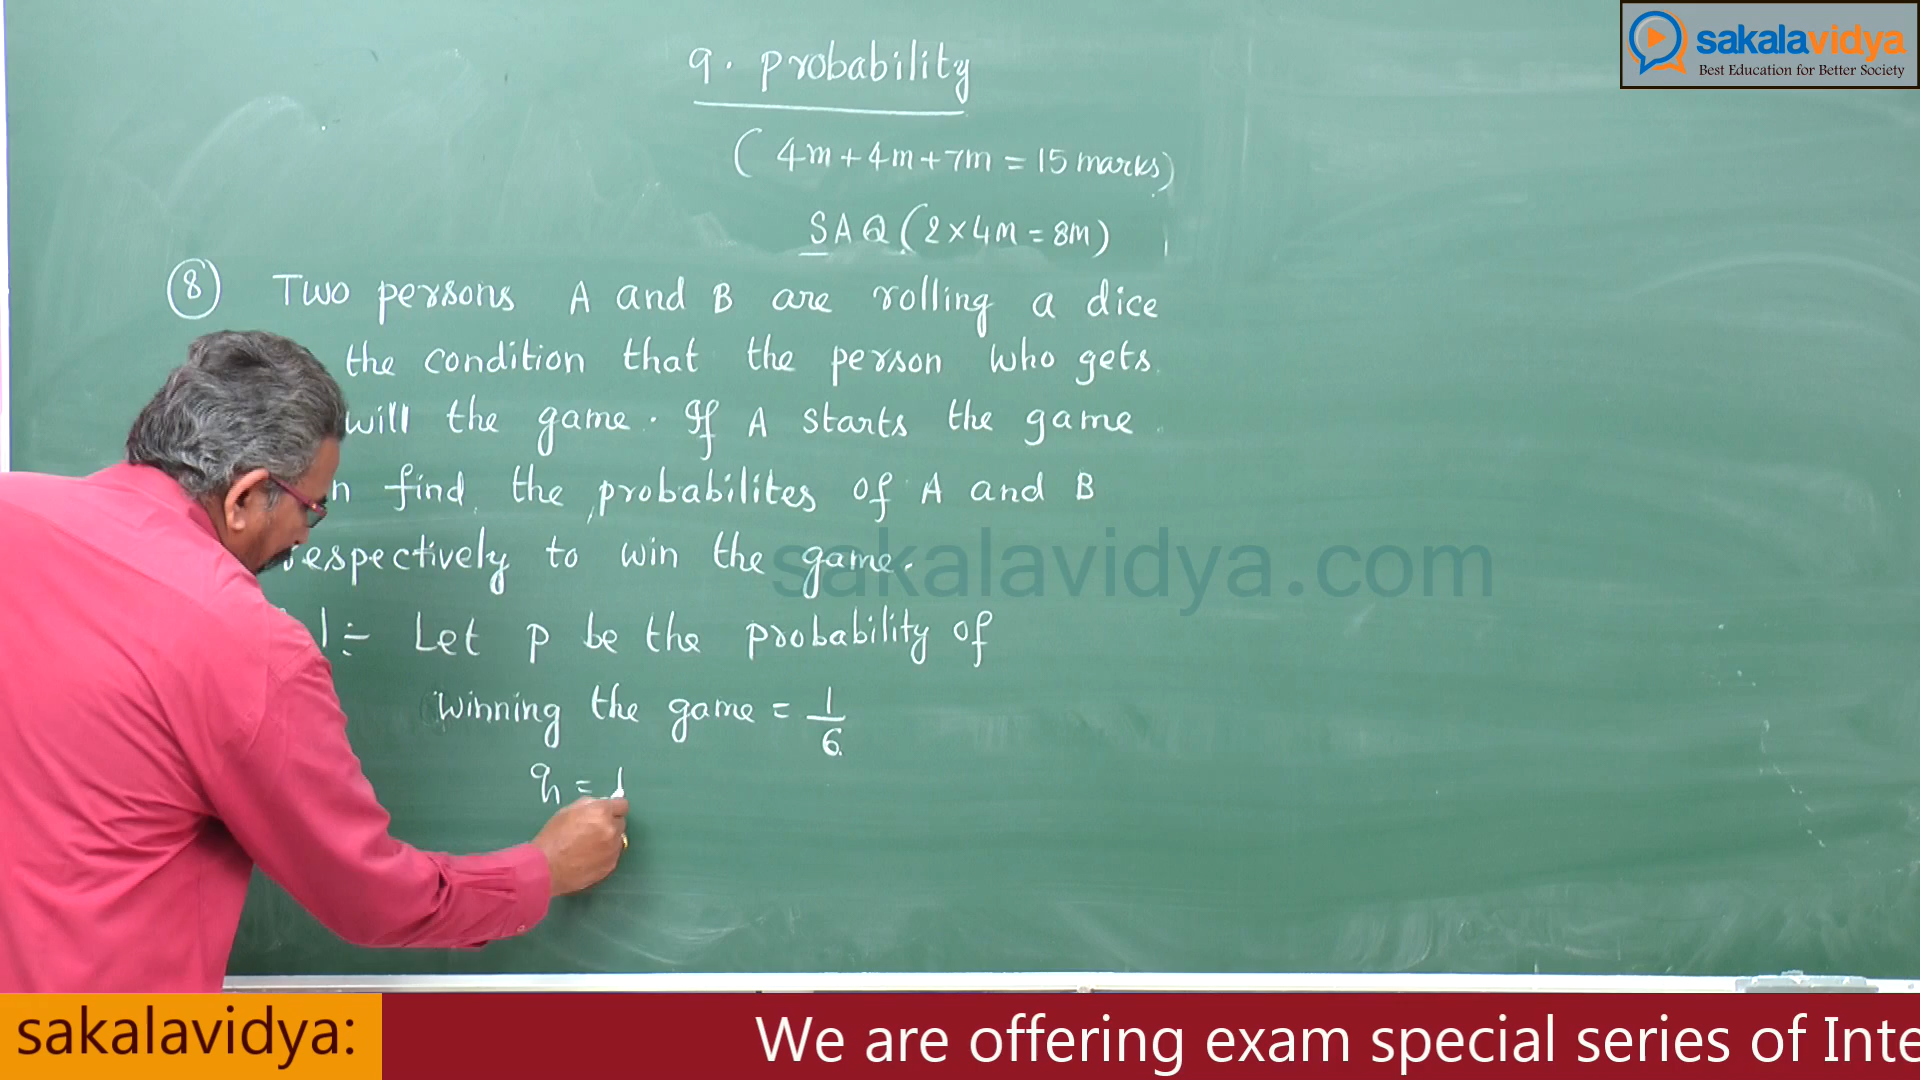 sakalavidya
Best Education for Better Society
9. probability
( 4m + 4m + 7m = 15 marks)
SAQ (2 × 4m = 8M)
8 Two persons A and B are rolling a dice
the condition that the person who gets
will the game. If A starts the game
n find the probabilites of A and B
respectively to win the game.
Let p be the probability of
winning the game = 1/6
q = 1
sakalavidya.com
sakalavidya:
We are offering exam special series of Inte